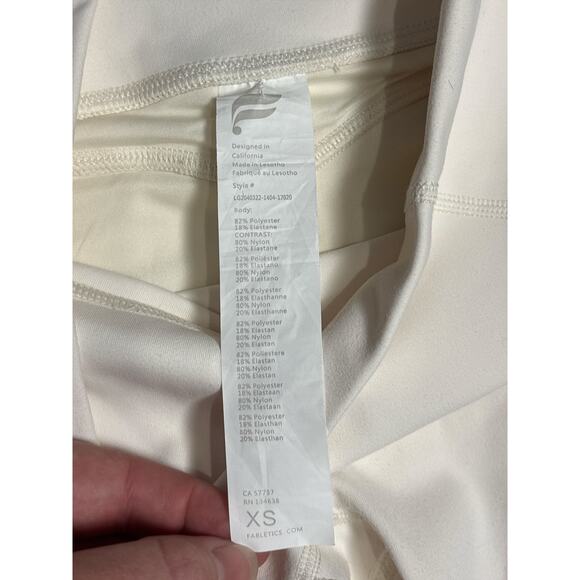 Designed in
California
Made in Lesotho
Fabriqué au Lesotho
Style #
LG2040322-1404-17020
Body:
82% Polyester
18% Elastane
CONTRAST:
80% Nylon
20% Elastane
82% Poliéster
18% Elastano
80% Nylon
20% Elastano
82% Polyester
18% Elasthanne
80% Nylon
20% Elasthanne
82% Polyester
18% Elastan
80% Nylon
20% Elastan
82% Poliestere
18% Elastan
80% Nylon
20% Elastan
82% Polyester
18% Elastaan
80% Nylon
20% Elastaan
82% Polyester
18% Elasthan
80% Nylon
20% Elasthan
CA 57757
RN 134638
XS
FABLETICS.COM